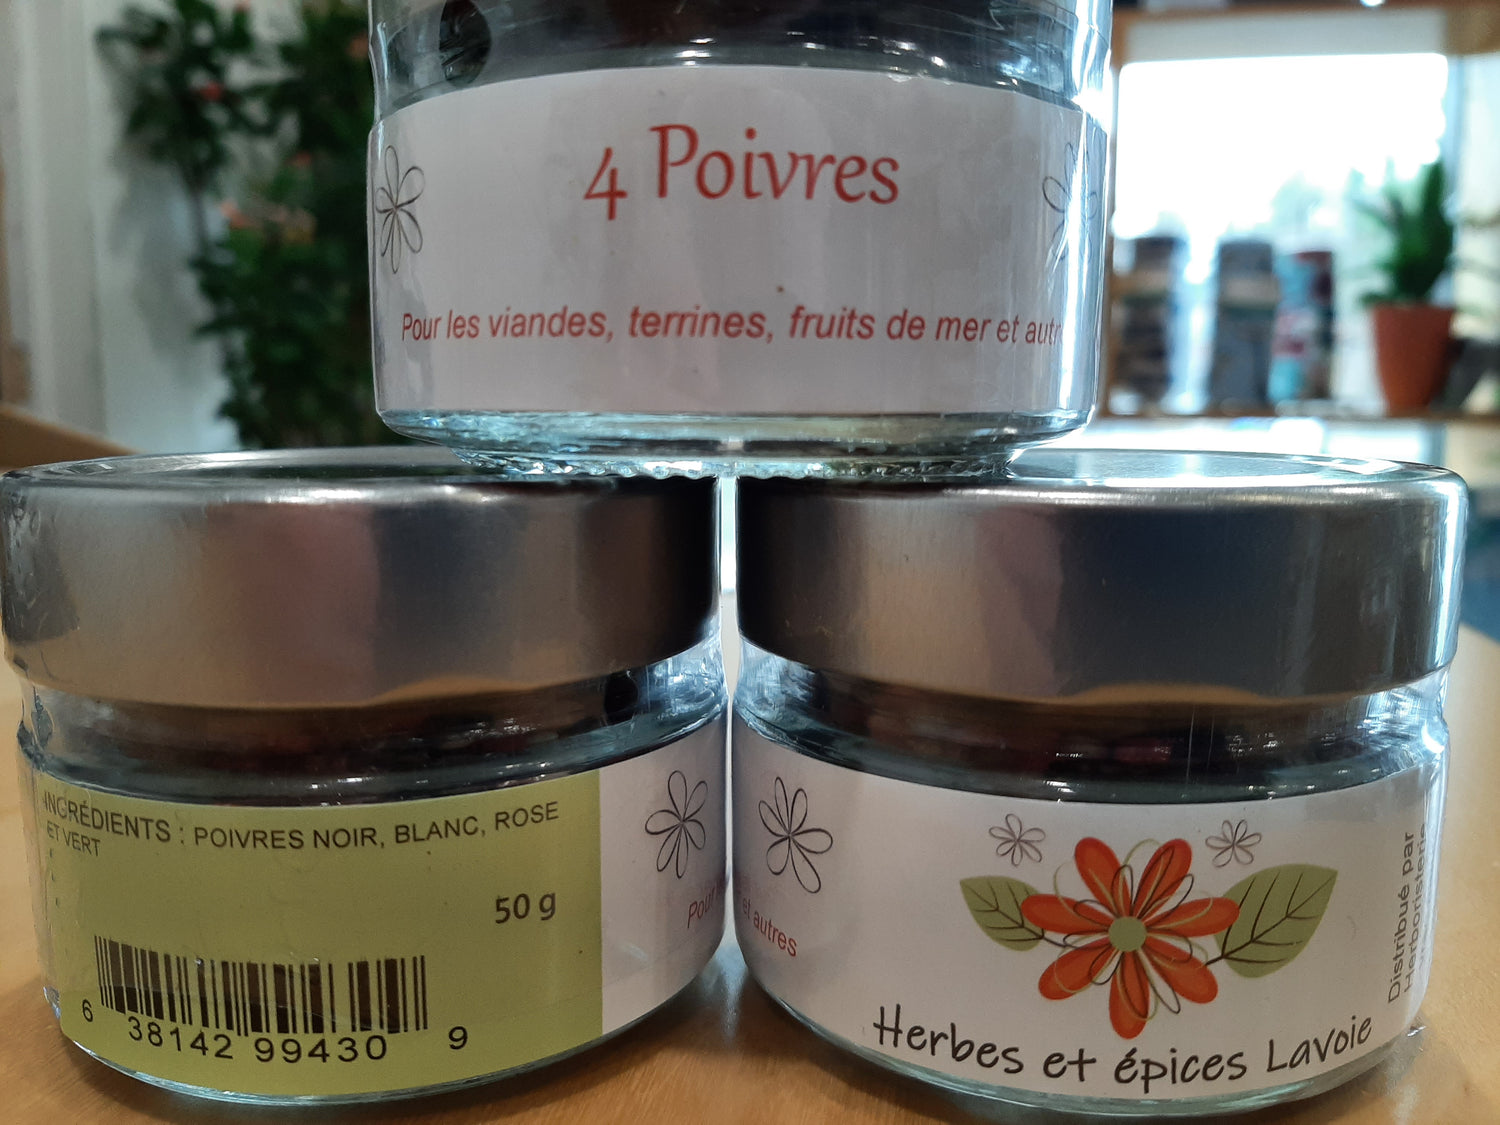 4 Poivres
Pour les viandes, terrines, fruits de mer et
INGRÉDIENTS : POIVRES NOIR, BLANC, ROSE
ET VERT
50 g
6 38142 99430 9
Pour
et autres
Herbes et épices Lavoie
Distribué par
Herboristerie